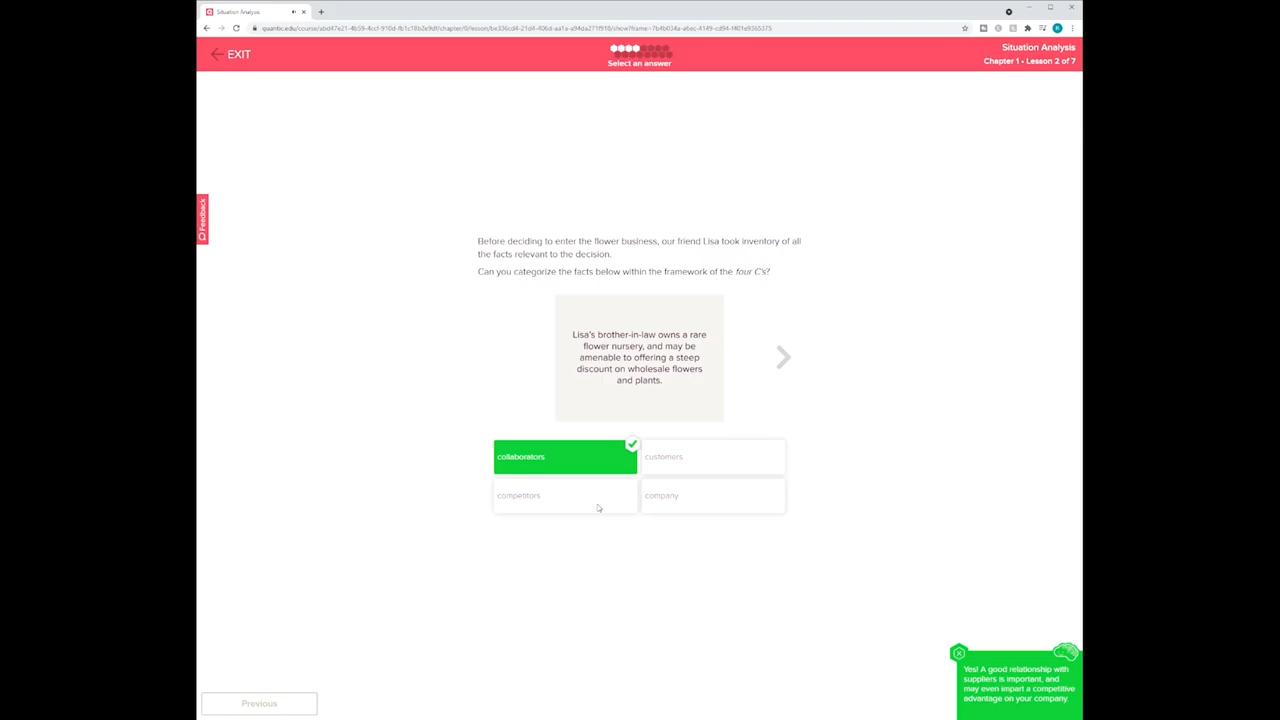 Situation Analysis
EXIT
Select an answer
Situation Analysis
Chapter 1 • Lesson 2 of 7
Feedback
Before deciding to enter the flower business, our friend Lisa took inventory of all
the facts relevant to the decision.
Can you categorize the facts below within the framework of the four C's?
Lisa's brother-in-law owns a rare
flower nursery, and may be
amenable to offering a steep
discount on wholesale flowers
and plants.
collaborators
customers
competitors
company
Yes! A good relationship with
suppliers is important, and
may even impart a competitive
advantage on your company.
Previous